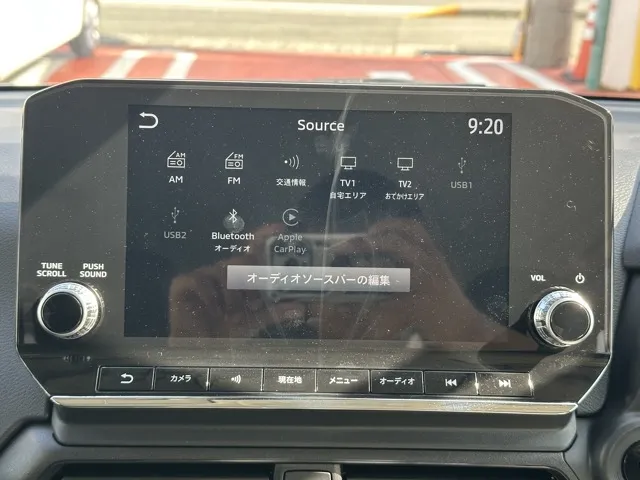 Source
9:20
AM
FM
AM
FM
交通情報
TV1
自宅エリア
TV2
おでかけエリア
USB1
USB2
Bluetooth
オーディオ
Apple
CarPlay
オーディオソースバーの編集
TUNE
SCROLL
PUSH
SOUND
VOL
カメラ
現在地
メニュー
オーディオ